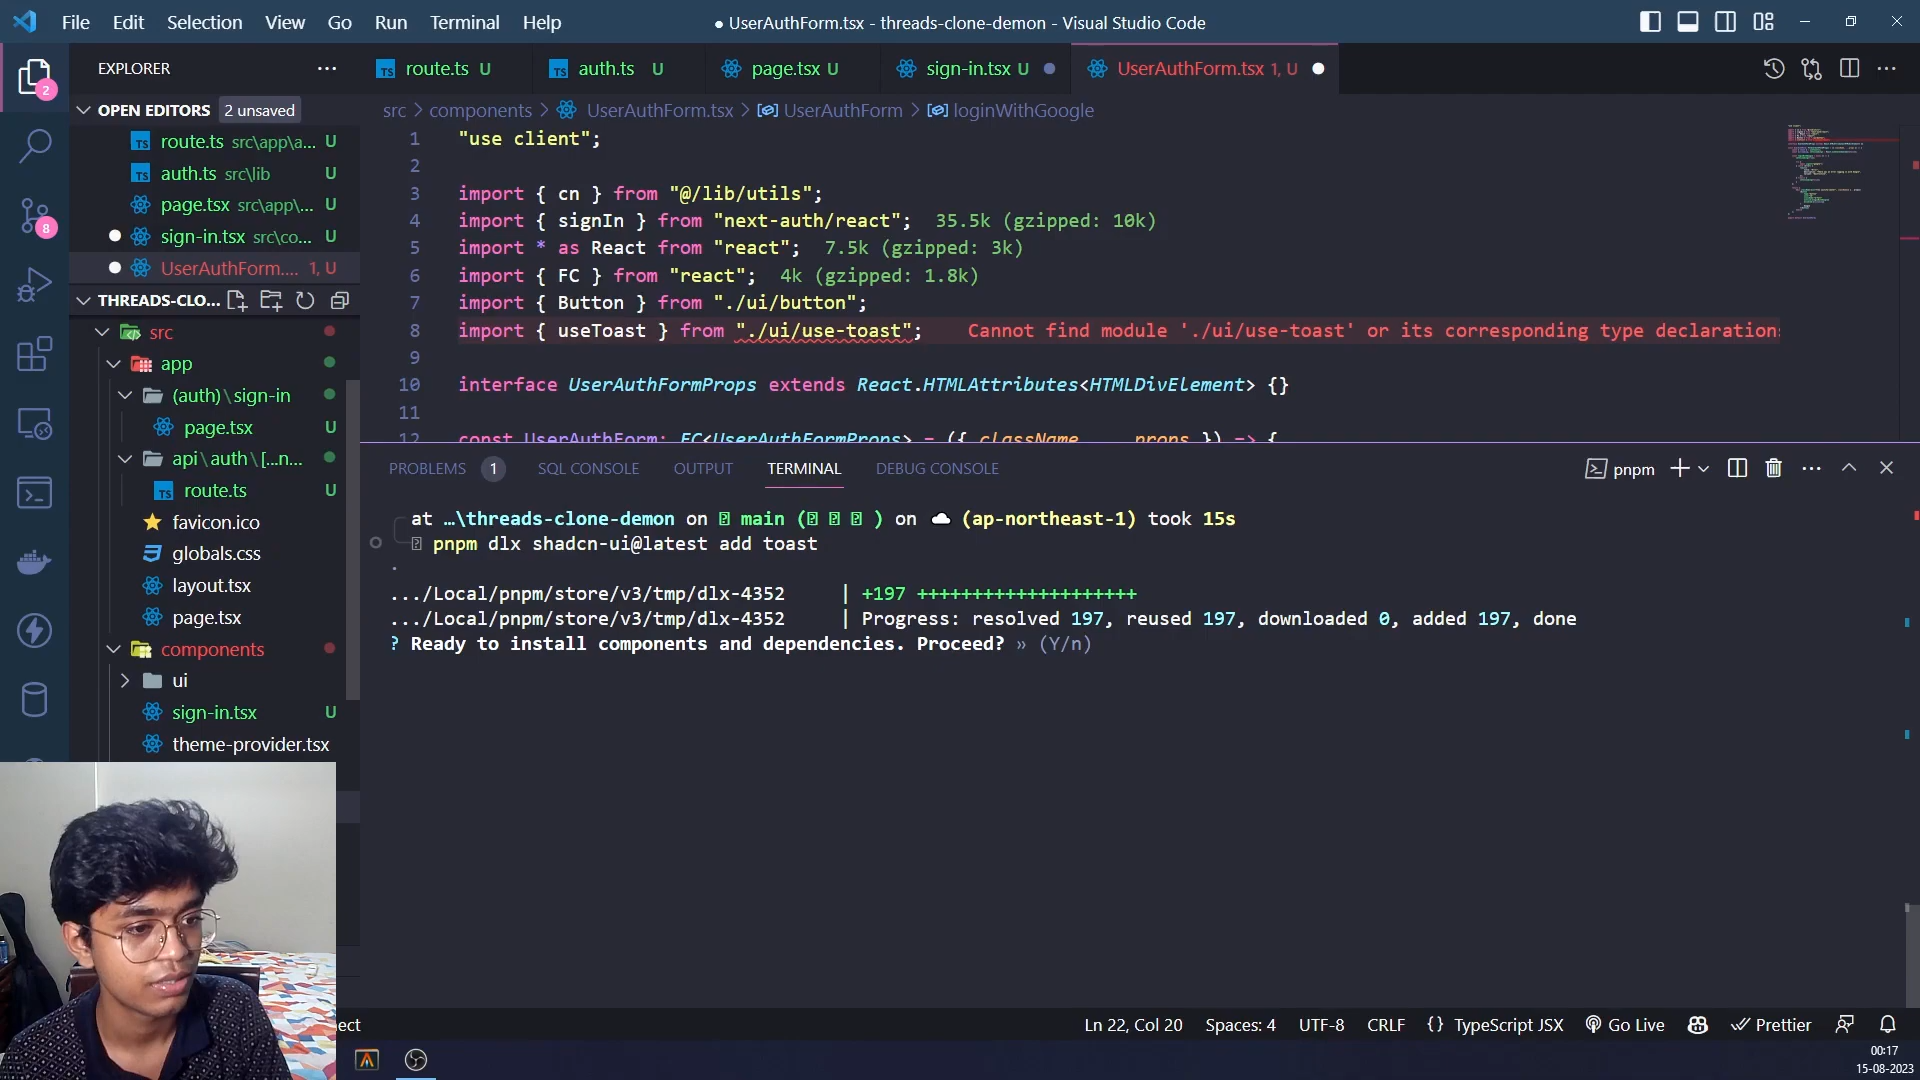 File Edit Selection View Go Run Terminal Help
● UserAuthForm.tsx - threads-clone-demon - Visual Studio Code
EXPLORER
OPEN EDITORS 2 unsaved
route.ts src\app\a... U
auth.ts src\lib U
page.tsx src\app\... U
sign-in.tsx src\co... U
UserAuthForm.... 1, U
THREADS-CLO...
src
app
(auth)\sign-in
page.tsx U
api\auth\[...n...
route.ts U
favicon.ico
globals.css
layout.tsx
page.tsx
components
ui
sign-in.tsx U
theme-provider.tsx
2
8
route.ts U
auth.ts U
page.tsx U
sign-in.tsx U
UserAuthForm.tsx 1, U
src > components > UserAuthForm.tsx > UserAuthForm > loginWithGoogle
1 "use client";
2
3 import { cn } from "@/lib/utils";
4 import { signIn } from "next-auth/react"; 35.5k (gzipped: 10k)
5 import * as React from "react"; 7.5k (gzipped: 3k)
6 import { FC } from "react"; 4k (gzipped: 1.8k)
7 import { Button } from "./ui/button";
8 import { useToast } from "./ui/use-toast"; Cannot find module './ui/use-toast' or its corresponding type declaration
9
10 interface UserAuthFormProps extends React.HTMLAttributes<HTMLDivElement> {}
11
12 const UserAuthForm: FC<UserAuthFormProps> = ({ className, ...props }) => {
PROBLEMS 1 SQL CONSOLE OUTPUT TERMINAL DEBUG CONSOLE
pnpm
at …\threads-clone-demon on main ( ) on (ap-northeast-1) took 15s
pnpm dlx shadcn-ui@latest add toast
.
.../Local/pnpm/store/v3/tmp/dlx-4352 | +197 ++++++++++++++++++++
.../Local/pnpm/store/v3/tmp/dlx-4352 | Progress: resolved 197, reused 197, downloaded 0, added 197, done
? Ready to install components and dependencies. Proceed? » (Y/n)
Ln 22, Col 20 Spaces: 4 UTF-8 CRLF {} TypeScript JSX Go Live Prettier
00:17
15-08-2023